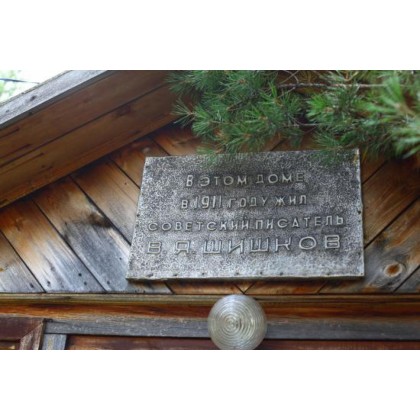 В ЭТОМ ДОМЕ
В 1911 ГОДУ ЖИЛ
СОВЕТСКИЙ ПИСАТЕЛЬ
В. Я. ШИШКОВ.